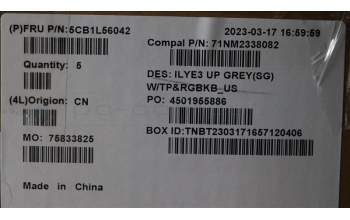 (P)FRU P/N:5CB1L56042
2023-03-17 16:59:59
Compal P/N: 71NM2338082
Quantity: 5
DES: ILYE3 UP GREY(SG)
W/TP&RGBKB_US
(4L)Origion: CN
PO: 4501955886
MO: 75833825
BOX ID:TNBT2303171657120406
Made in China